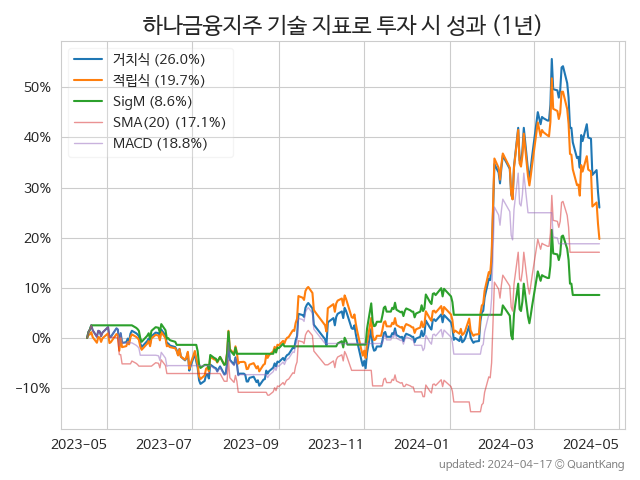 하나금융지주 기술 지표로 투자 시 성과 (1년)
거치식 (26.0%)
적립식 (19.7%)
SigM (8.6%)
SMA(20) (17.1%)
MACD (18.8%)
50%
40%
30%
20%
10%
0%
−10%
2023-05 2023-07 2023-09 2023-11 2024-01 2024-03 2024-05
updated: 2024-04-17 © QuantKang